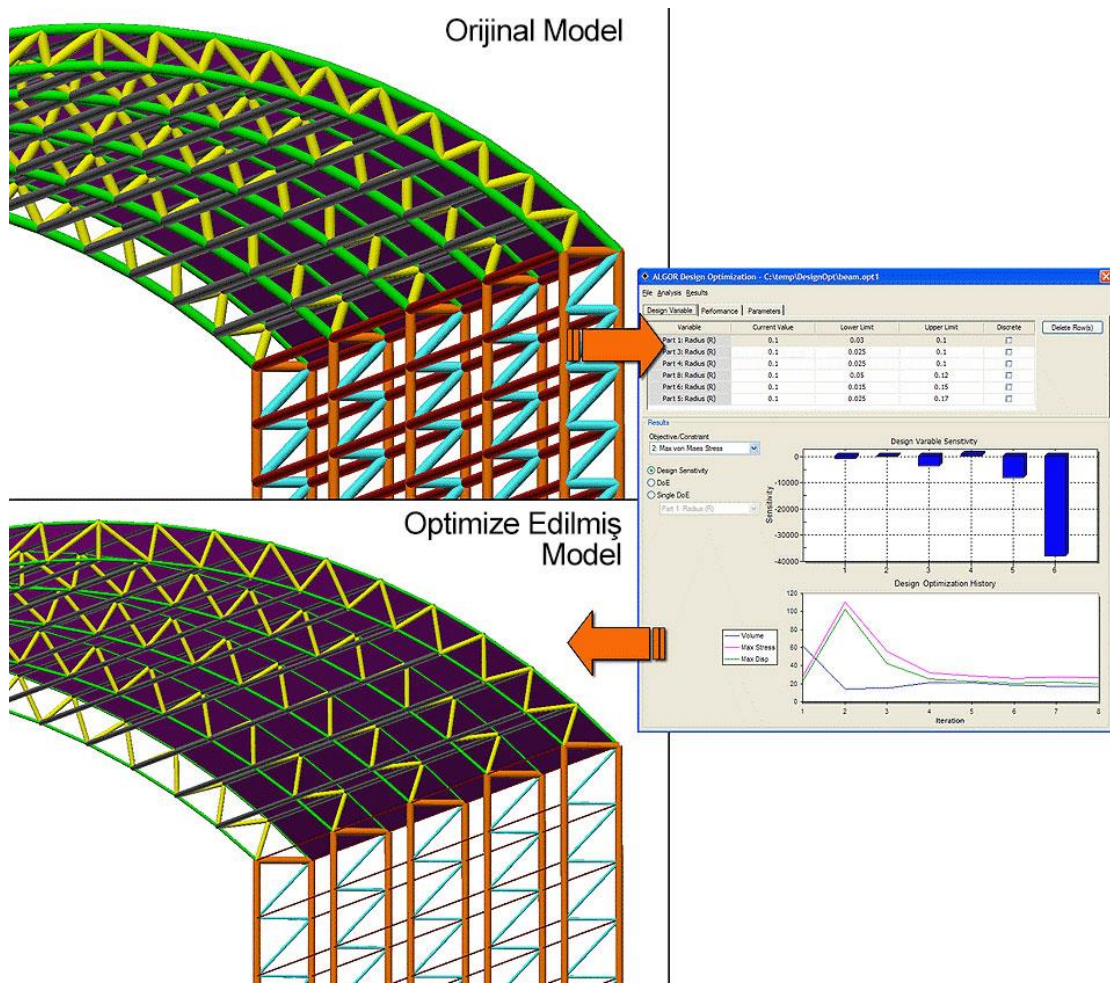 Orijinal Model
ALGOR Design Optimization - C:\temp\DesignOpt\beam.opt1
File Analysis Results
Design Variable Performance Parameters
Variable Current Value Lower Limit Upper Limit Discrete Delete Row(s)
Part 1: Radius (R) 0.1 0.03 0.1
Part 3: Radius (R) 0.1 0.025 0.1
Part 4: Radius (R) 0.1 0.025 0.1
Part 8: Radius (R) 0.1 0.05 0.12
Part 6: Radius (R) 0.1 0.015 0.15
Part 5: Radius (R) 0.1 0.025 0.17
Results
Objective/Constraint
2: Max von Mises Stress
Design Sensitivity
DoE
Single DoE
Part 1 Radius (R)
Design Variable Sensitivity
Sensitivity
0
-10000
-20000
-30000
-40000
1 2 3 4 5 6
Design Optimization History
Volume
Max Stress
Max Disp
120
100
80
60
40
20
0
1 2 3 4 5 6 7 8
Iteration
Optimize Edilmiş
Model